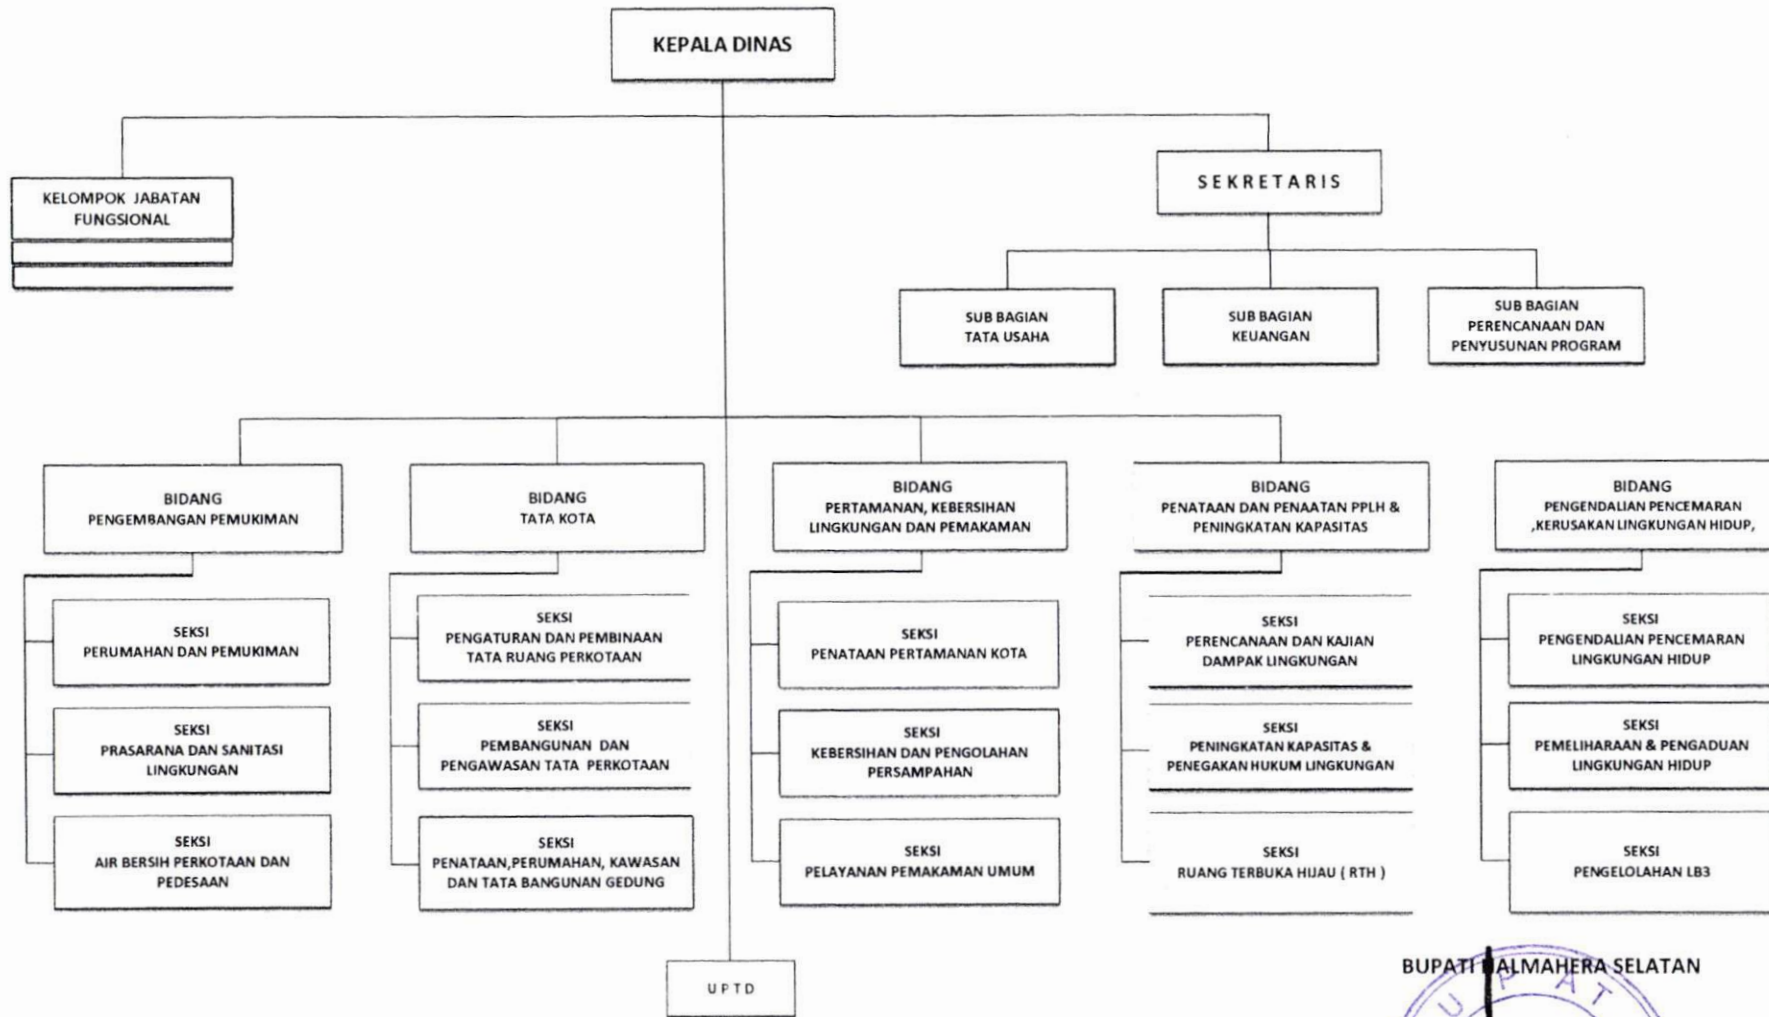 KEPALA DINAS
SEKRETARIS
KELOMPOK JABATAN
FUNGSIONAL
SUB BAGIAN
TATA USAHA
SUB BAGIAN
KEUANGAN
SUB BAGIAN
PERENCANAAN DAN
PENYUSUNAN PROGRAM
BIDANG
PENGEMBANGAN PEMUKIMAN
SEKSI
PERUMAHAN DAN PEMUKIMAN
SEKSI
PRASARANA DAN SANITASI
LINGKUNGAN
SEKSI
AIR BERSIH PERKOTAAN DAN
PEDESAAN
BIDANG
TATA KOTA
SEKSI
PENGATURAN DAN PEMBINAAN
TATA RUANG PERKOTAAN
SEKSI
PEMBANGUNAN DAN
PENGAWASAN TATA PERKOTAAN
SEKSI
PENATAAN,PERUMAHAN, KAWASAN
DAN TATA BANGUNAN GEDUNG
BIDANG
PERTAMANAN, KEBERSIHAN
LINGKUNGAN DAN PEMAKAMAN
SEKSI
PENATAAN PERTAMANAN KOTA
SEKSI
KEBERSIHAN DAN PENGOLAHAN
PERSAMPAHAN
SEKSI
PELAYANAN PEMAKAMAN UMUM
BIDANG
PENATAAN DAN PENAATAN PPLH &
PENINGKATAN KAPASITAS
SEKSI
PERENCANAAN DAN KAJIAN
DAMPAK LINGKUNGAN
SEKSI
PENINGKATAN KAPASITAS &
PENEGAKAN HUKUM LINGKUNGAN
SEKSI
RUANG TERBUKA HIJAU ( RTH )
BIDANG
PENGENDALIAN PENCEMARAN
,KERUSAKAN LINGKUNGAN HIDUP,
SEKSI
PENGENDALIAN PENCEMARAN
LINGKUNGAN HIDUP
SEKSI
PEMELIHARAAN & PENGADUAN
LINGKUNGAN HIDUP
SEKSI
PENGELOLAHAN LB3
UPTD
BUPATI HALMAHERA SELATAN
UPAT